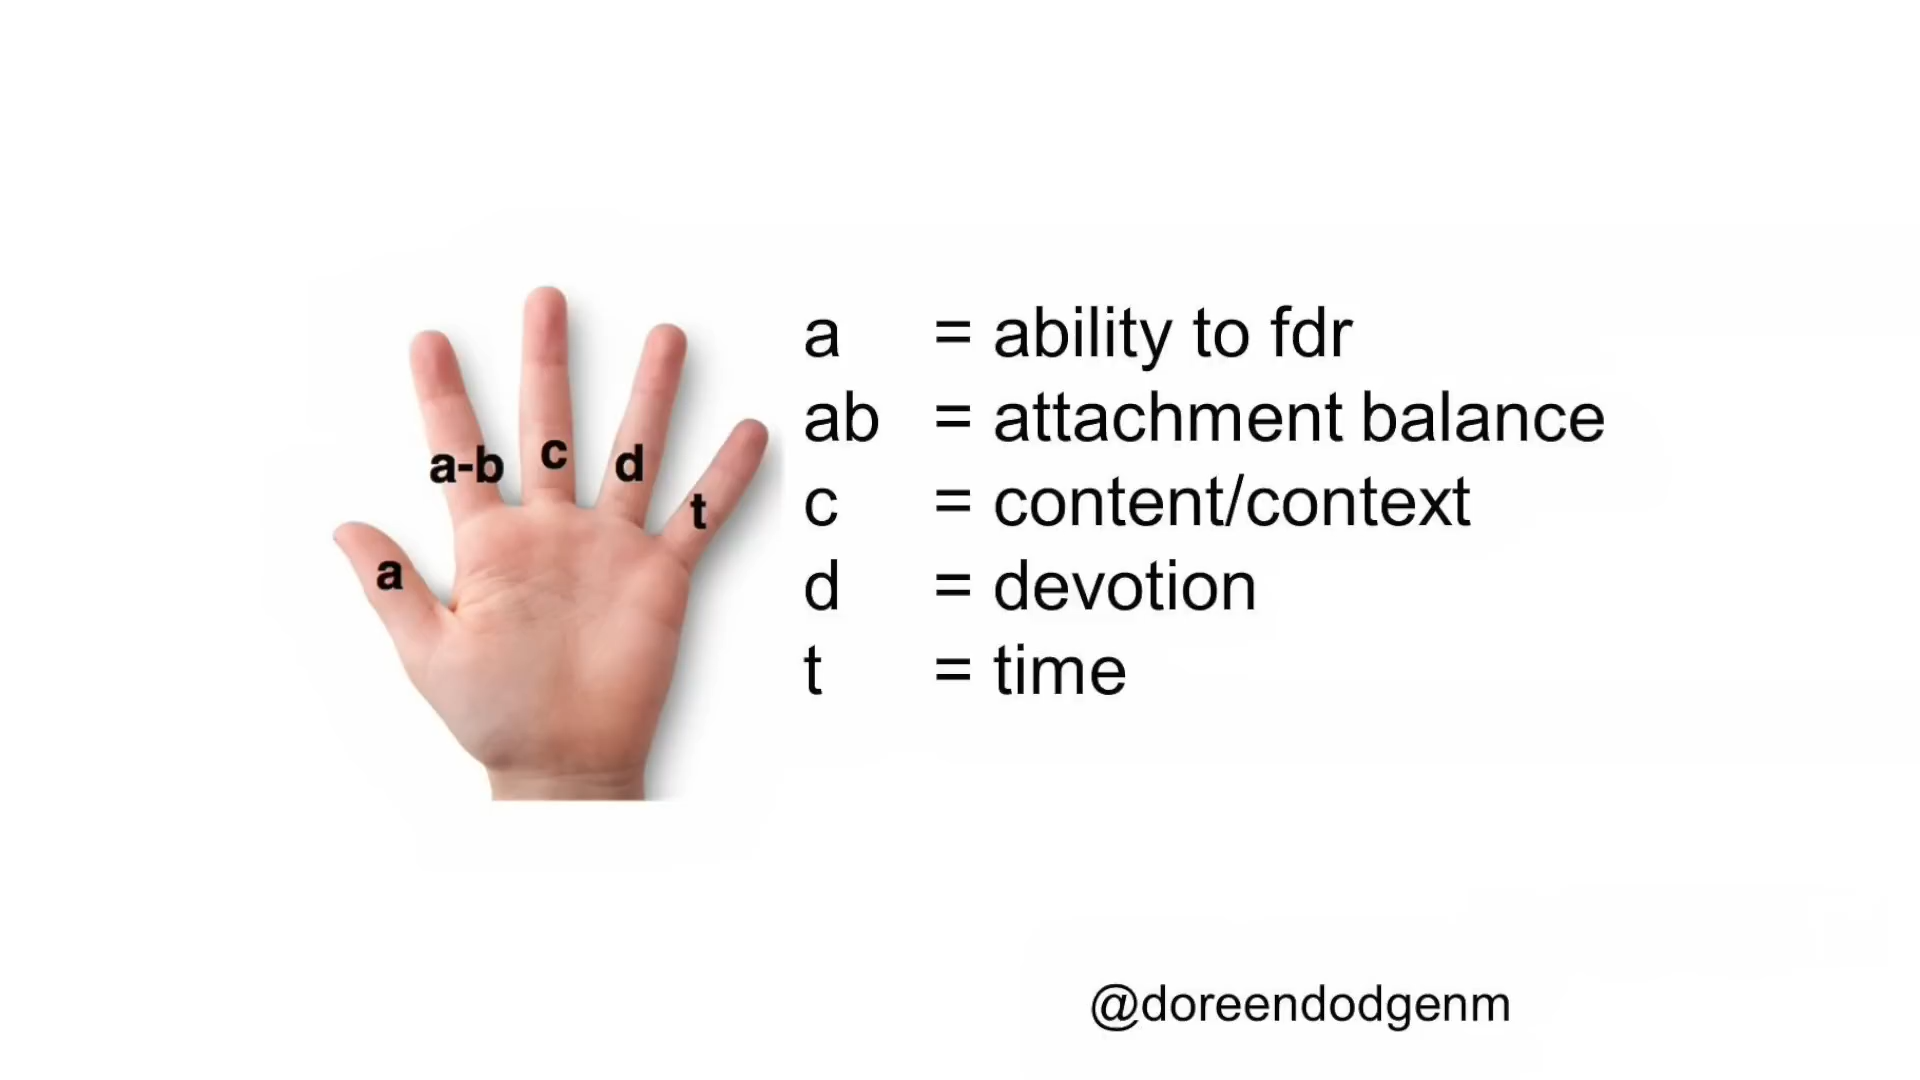 a = ability to fdr
ab = attachment balance
c = content/context
d = devotion
t = time
a-b
c
d
t
a
@doreendodgenm